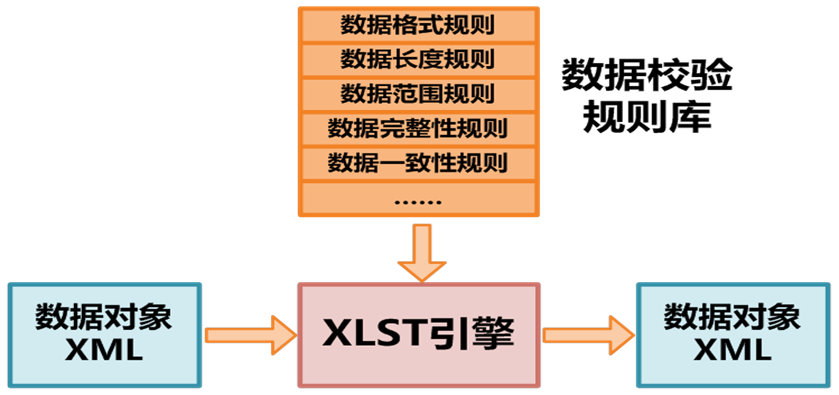 数据格式规则
数据长度规则
数据范围规则
数据完整性规则
数据一致性规则
......
数据校验
规则库
数据对象
XML
XLST引擎
数据对象
XML